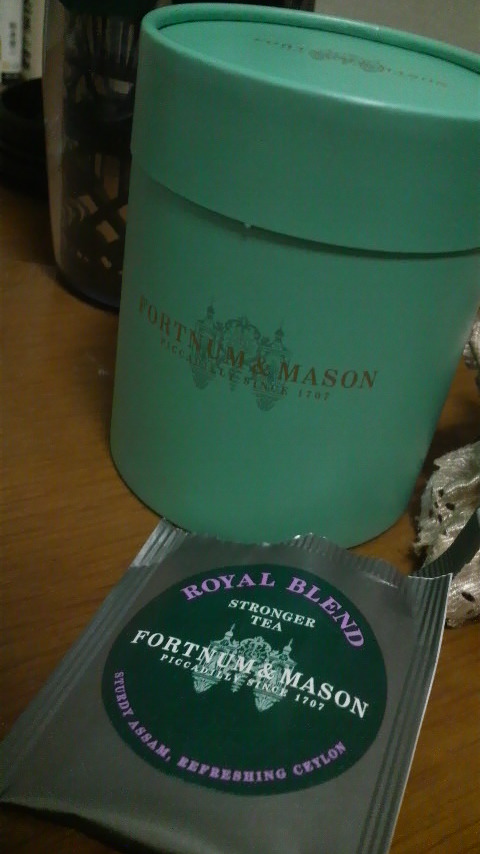 FORTNUM & MASON
PICCADILLY SINCE 1707
ROYAL BLEND
STRONGER
TEA
FORTNUM & MASON
PICCADILLY SINCE 1707
STURDY ASSAM, REFRESHING CEYLON